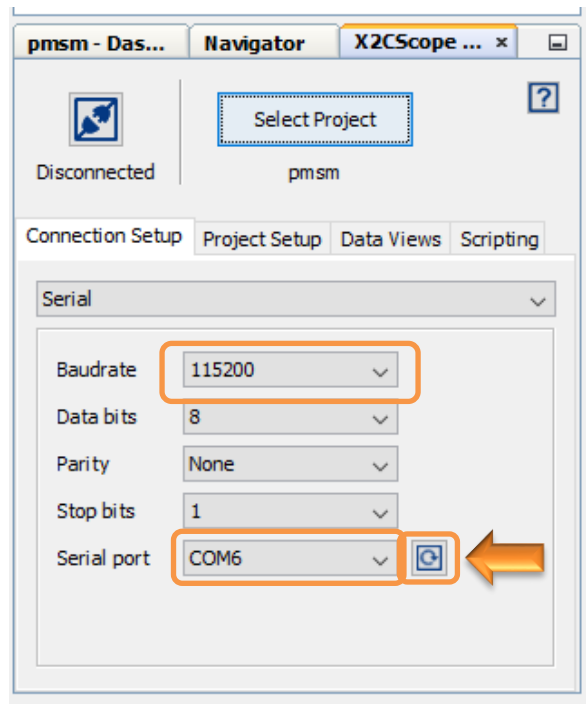 pmsm - Das... Navigator X2CScope ... ×
Select Project ?
Disconnected pmsm
Connection Setup Project Setup Data Views Scripting
Serial
Baudrate 115200
Data bits 8
Parity None
Stop bits 1
Serial port COM6